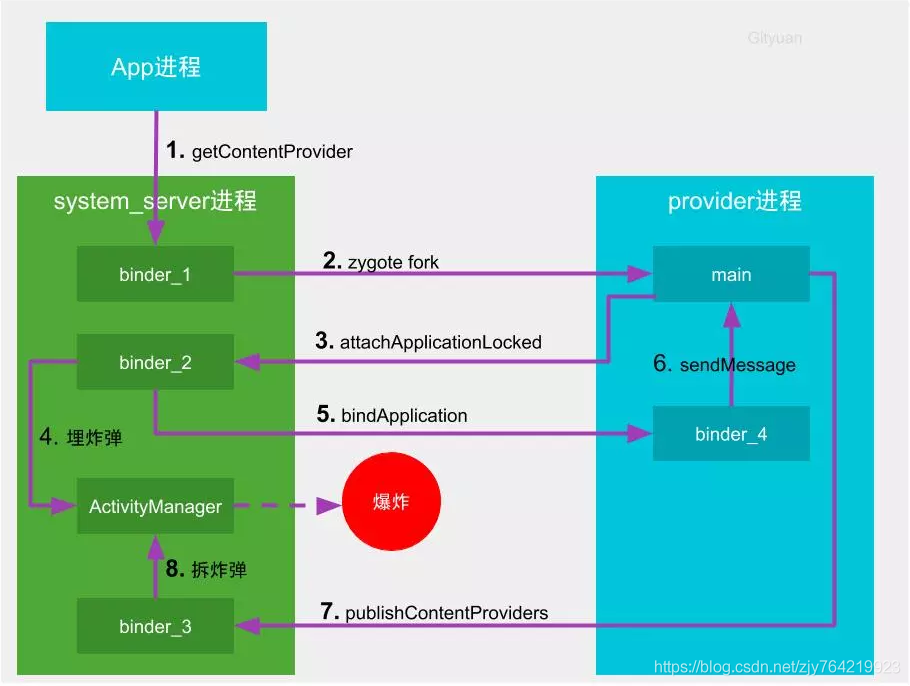 Gityuan
App进程
1. getContentProvider
system_server进程
provider进程
binder_1
2. zygote fork
main
3. attachApplicationLocked
binder_2
6. sendMessage
5. bindApplication
4. 埋炸弹
binder_4
ActivityManager
爆炸
8. 拆炸弹
7. publishContentProviders
binder_3
https://blog.csdn.net/zjy764219923